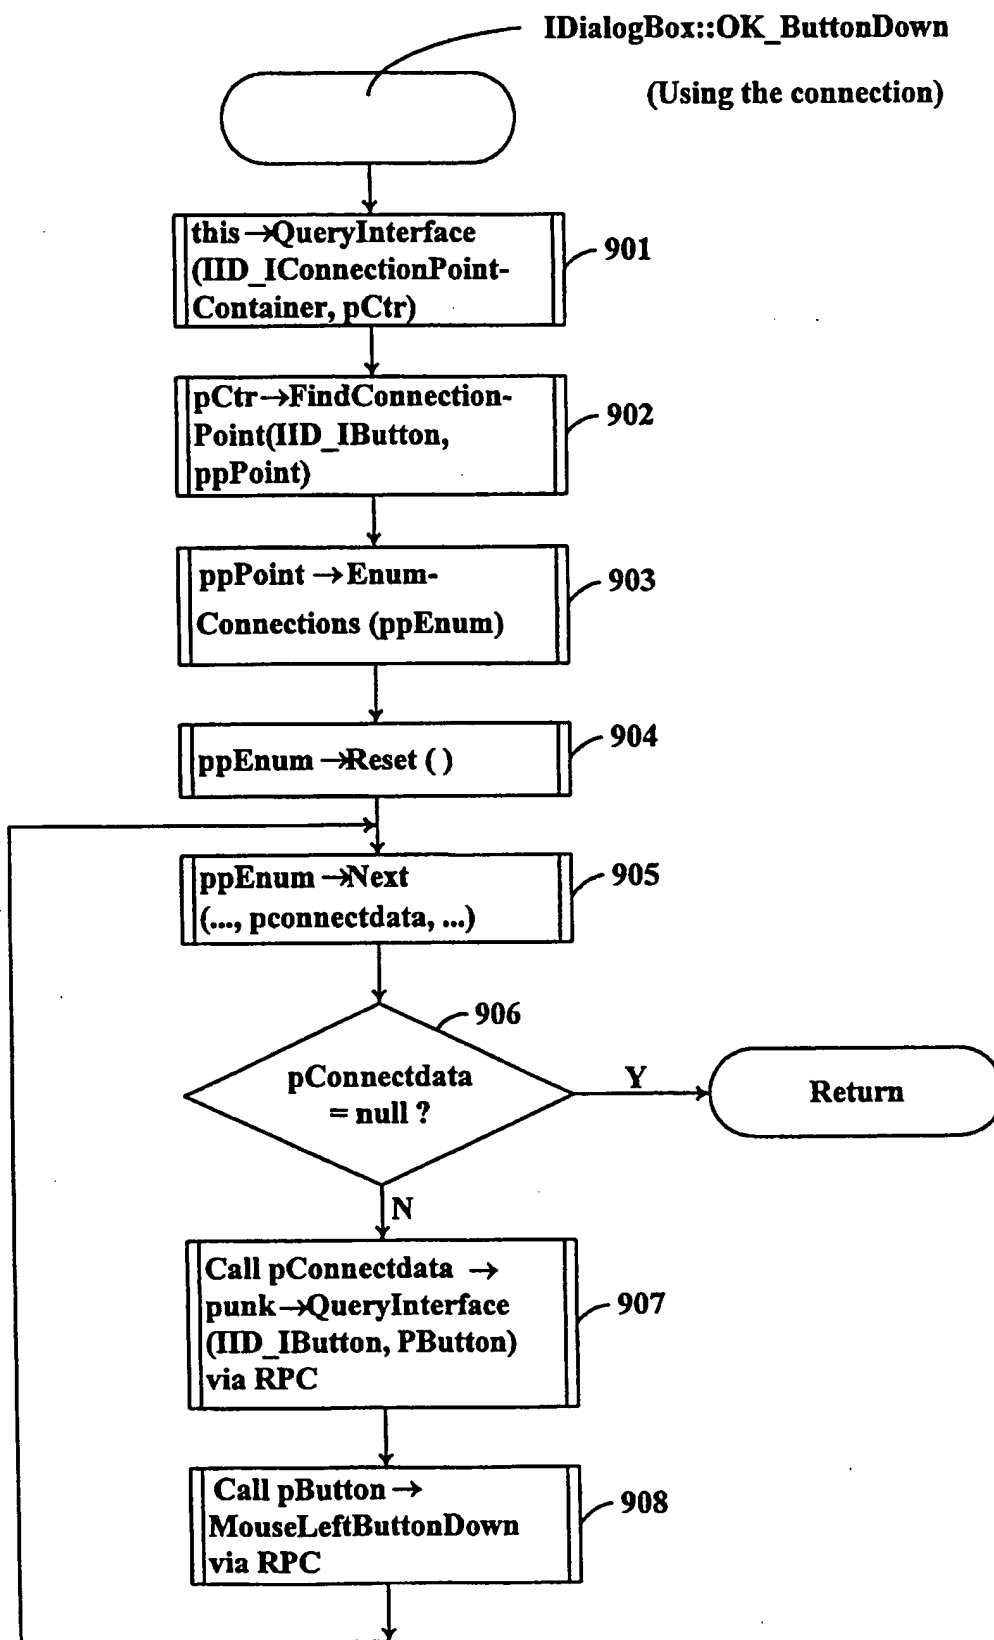 IDialogBox::OK_ButtonDown
(Using the connection)
this→QueryInterface
(IID_IConnectionPoint-
Container, pCtr)
901
pCtr→FindConnection-
Point(IID_IButton,
ppPoint)
902
ppPoint→Enum-
Connections (ppEnum)
903
ppEnum→Reset ( )
904
ppEnum→Next
(..., pconnectdata, ...)
905
906
pConnectdata
= null ?
Y
Return
N
Call pConnectdata →
punk→QueryInterface
(IID_IButton, PButton)
via RPC
907
Call pButton→
MouseLeftButtonDown
via RPC
908